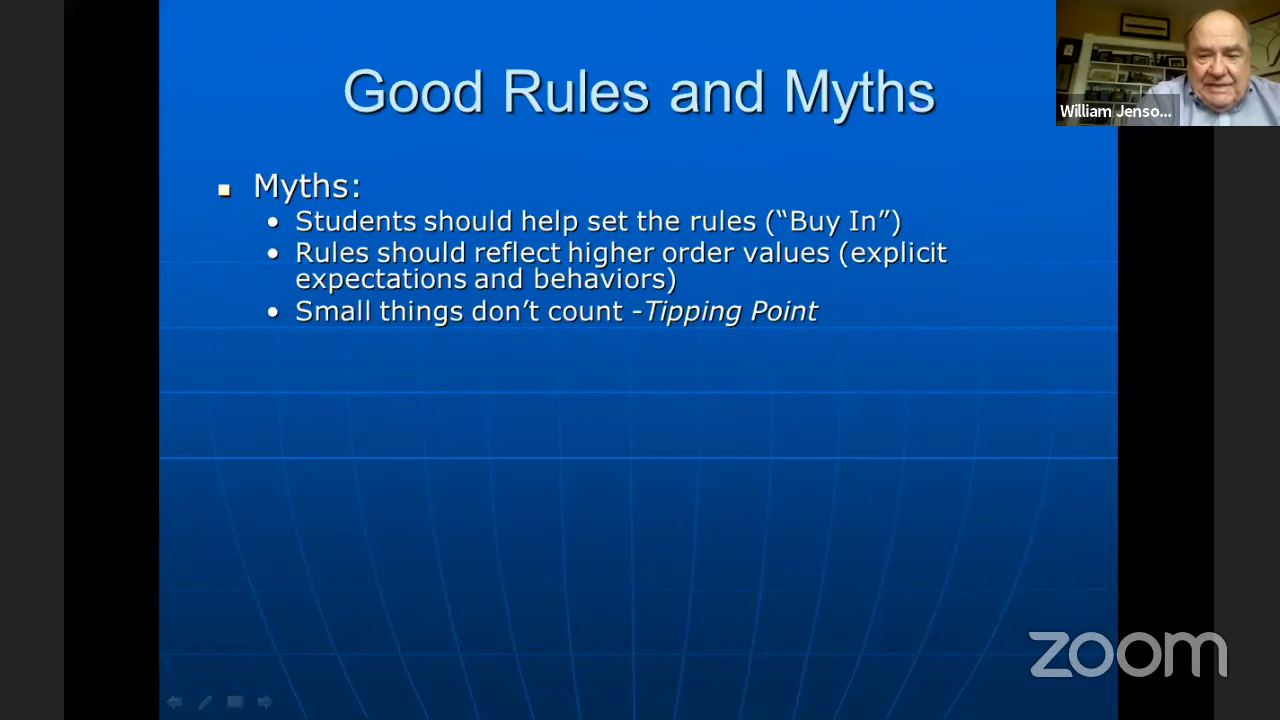 Good Rules and Myths
William Jenso...
Myths:
Students should help set the rules (“Buy In”)
Rules should reflect higher order values (explicit
expectations and behaviors)
Small things don’t count -Tipping Point
zoom